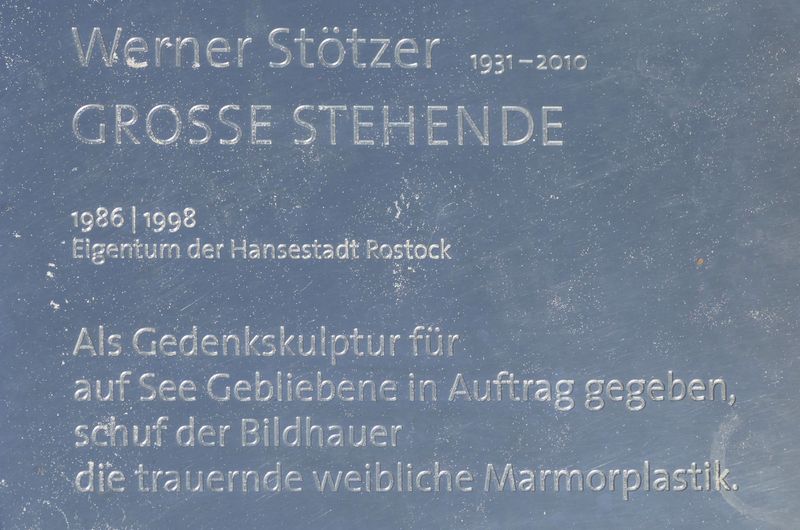 Werner Stötzer 1931–2010
GROSSE STEHENDE
1986 | 1998
Eigentum der Hansestadt Rostock
Als Gedenkskulptur für
auf See Gebliebene in Auftrag gegeben,
schuf der Bildhauer
die trauernde weibliche Marmorplastik.